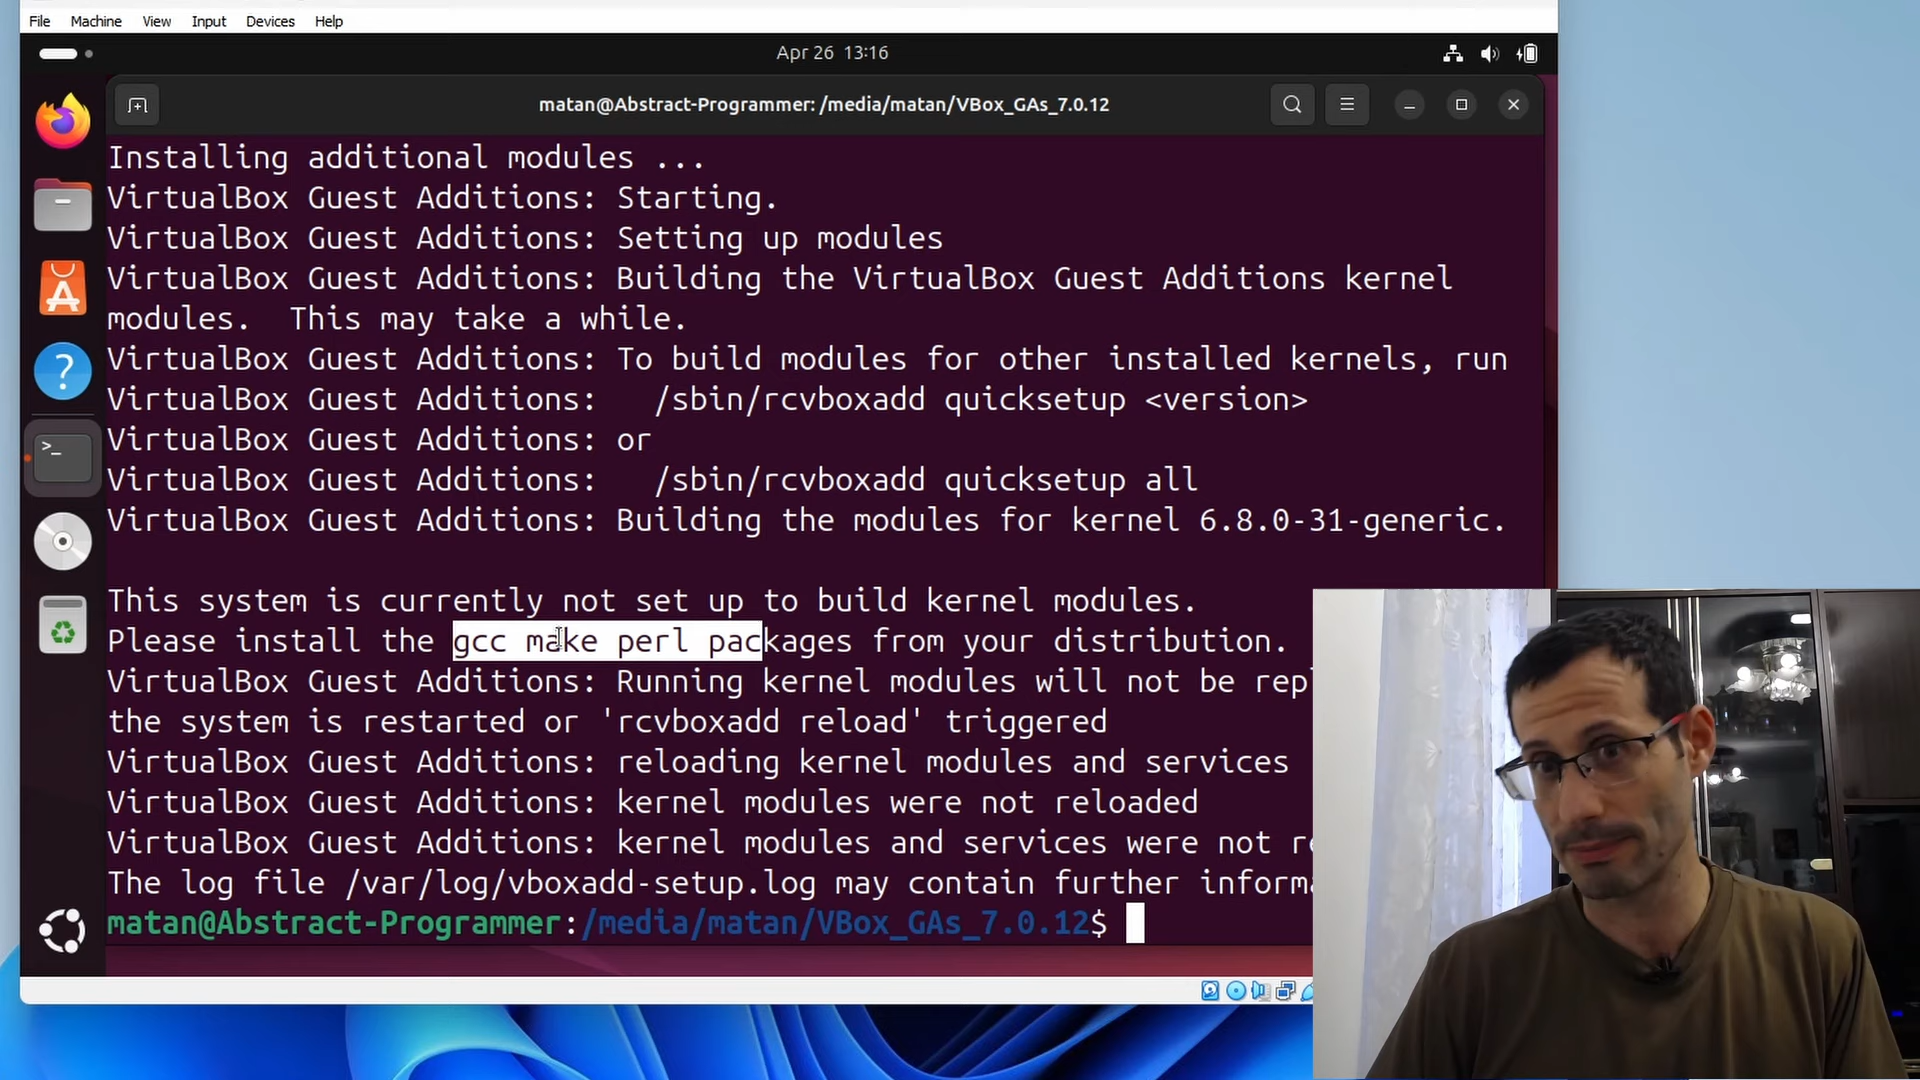 File Machine View Input Devices Help
Apr 26 13:16
matan@Abstract-Programmer: /media/matan/VBox_GAs_7.0.12
Installing additional modules ...
VirtualBox Guest Additions: Starting.
VirtualBox Guest Additions: Setting up modules
VirtualBox Guest Additions: Building the VirtualBox Guest Additions kernel
modules.  This may take a while.
VirtualBox Guest Additions: To build modules for other installed kernels, run
VirtualBox Guest Additions:   /sbin/rcvboxadd quicksetup <version>
VirtualBox Guest Additions: or
VirtualBox Guest Additions:   /sbin/rcvboxadd quicksetup all
VirtualBox Guest Additions: Building the modules for kernel 6.8.0-31-generic.
This system is currently not set up to build kernel modules.
Please install the gcc make perl packages from your distribution.
VirtualBox Guest Additions: Running kernel modules will not be
the system is restarted or 'rcvboxadd reload' triggered
VirtualBox Guest Additions: reloading kernel modules and services
VirtualBox Guest Additions: kernel modules were not reloaded
VirtualBox Guest Additions: kernel modules and services were not
The log file /var/log/vboxadd-setup.log may contain further
matan@Abstract-Programmer:/media/matan/VBox_GAs_7.0.12$